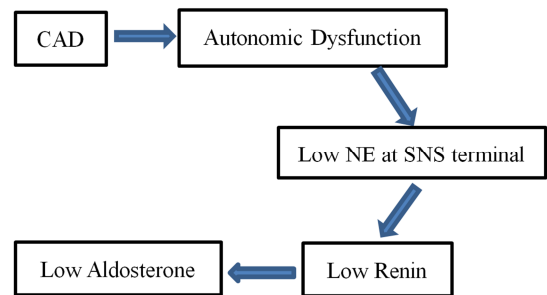 CAD
Autonomic Dysfunction
Low NE at SNS terminal
Low Renin
Low Aldosterone